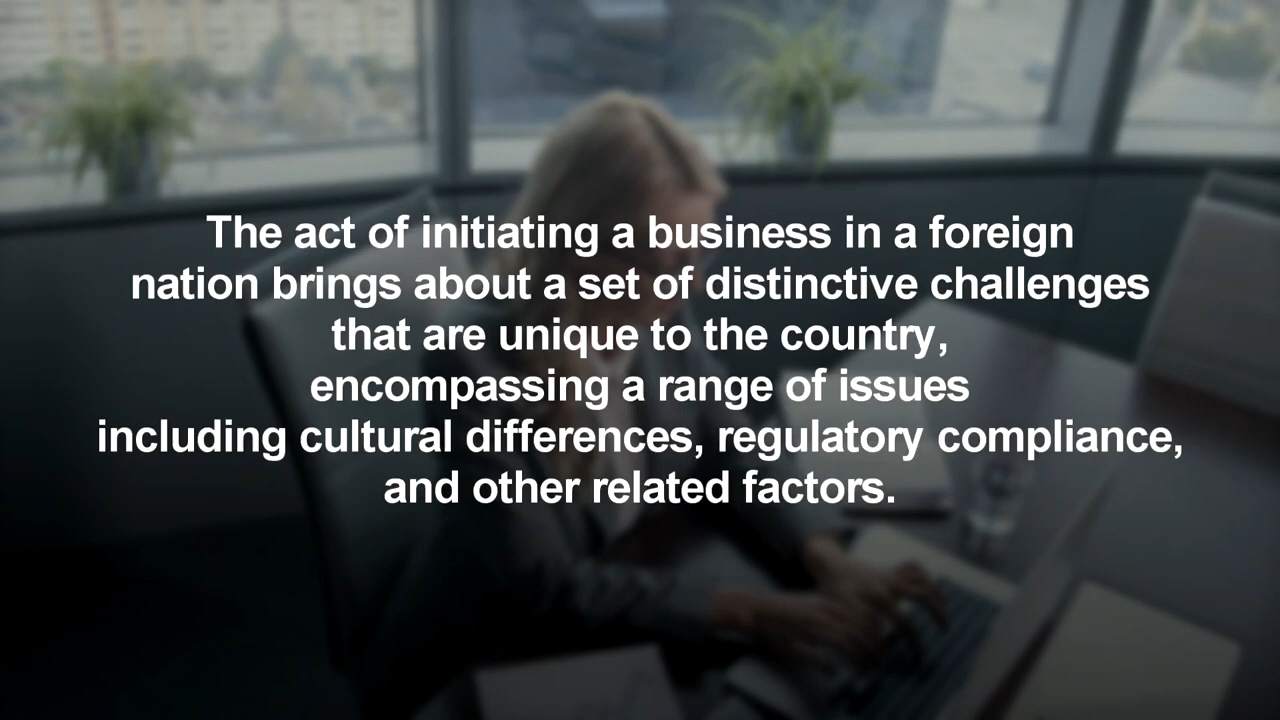 The act of initiating a business in a foreign
nation brings about a set of distinctive challenges
that are unique to the country,
encompassing a range of issues
including cultural differences, regulatory compliance,
and other related factors.